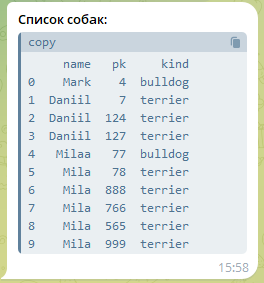 Список собак:
copy
name pk kind
0 Mark 4 bulldog
1 Daniil 7 terrier
2 Daniil 124 terrier
3 Daniil 127 terrier
4 Milaa 77 bulldog
5 Mila 78 terrier
6 Mila 888 terrier
7 Mila 766 terrier
8 Mila 565 terrier
9 Mila 999 terrier
15:58